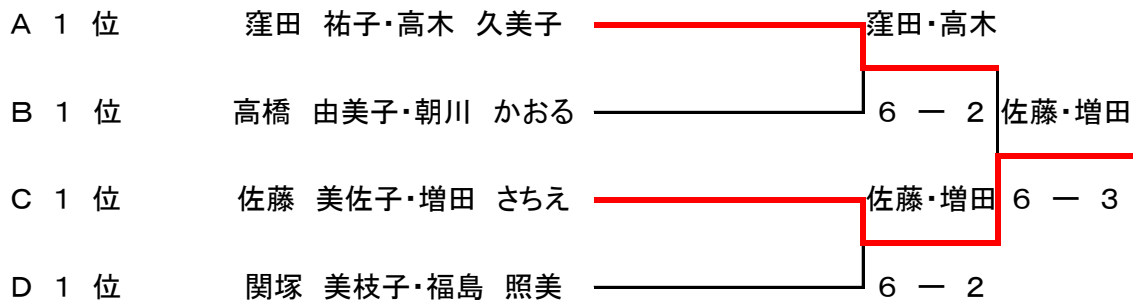 A 1 位 窪田 祐子・高木 久美子 窪田・高木
B 1 位 高橋 由美子・朝川 かおる 6 — 2 佐藤・増田
C 1 位 佐藤 美佐子・増田 さちえ 佐藤・増田 6 — 3
D 1 位 関塚 美枝子・福島 照美 6 — 2